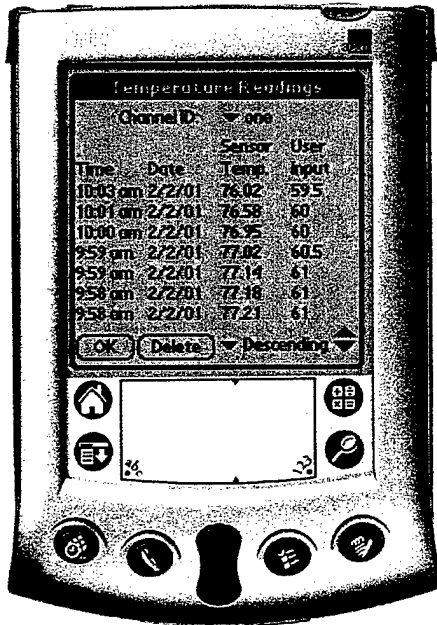 Temperature Readings
Channel ID: one
Sensor User
Time Date Temp. Input
10:03 am 2/2/01 76.02 59.5
10:01 am 2/2/01 76.58 60
10:00 am 2/2/01 76.95 60
9:59 am 2/2/01 77.02 60.5
9:59 am 2/2/01 77.14 61
9:58 am 2/2/01 77.18 61
9:58 am 2/2/01 77.21 61
OK Delete Descending
123